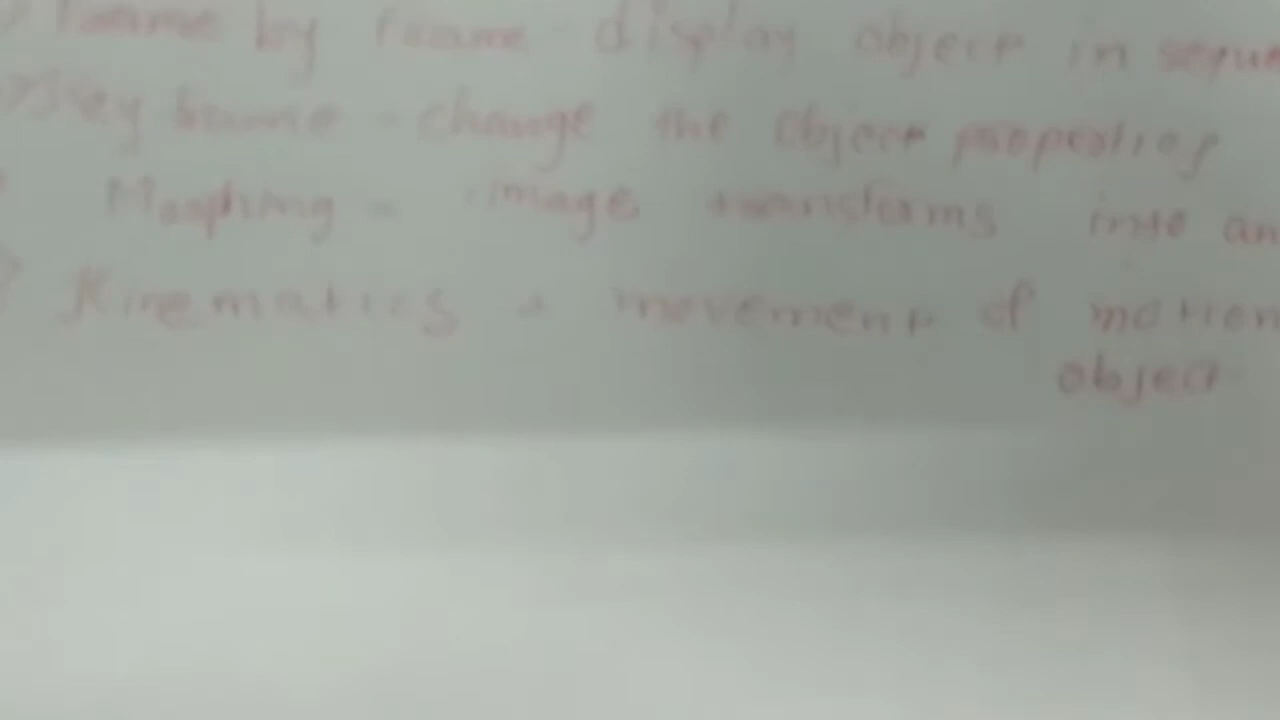 frame by frame - display object in seque
key frame - change the object properties
Morphing - image transforms into an
Kinematics - movement of motion
object